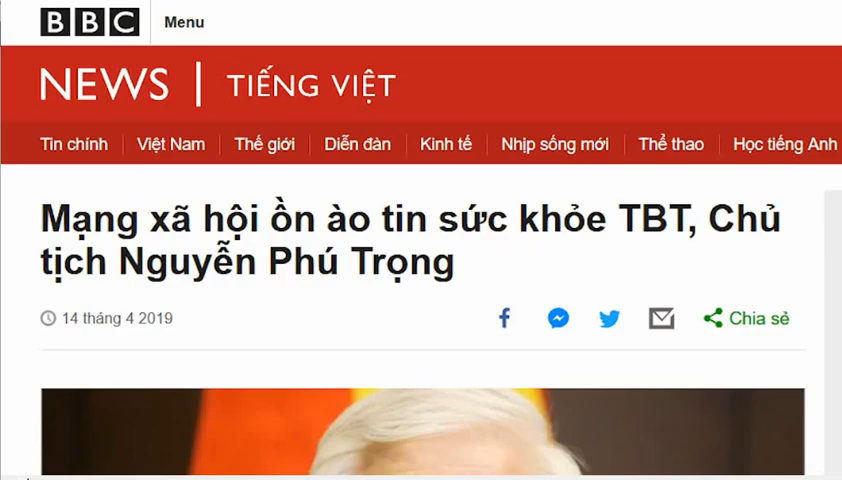 BBC Menu
NEWS TIẾNG VIỆT
Tin chính Việt Nam Thế giới Diễn đàn Kinh tế Nhịp sống mới Thể thao Học tiếng Anh
Mạng xã hội ồn ào tin sức khỏe TBT, Chủ
tịch Nguyễn Phú Trọng
14 tháng 4 2019 Chia sẻ